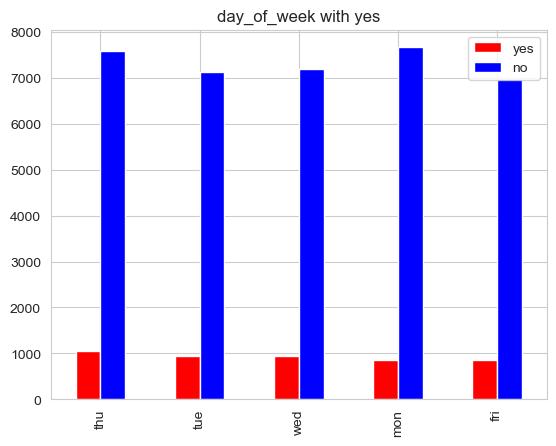 day_of_week with yes
yes
no
8000
7000
6000
5000
4000
3000
2000
1000
0
thu
tue
wed
mon
fri